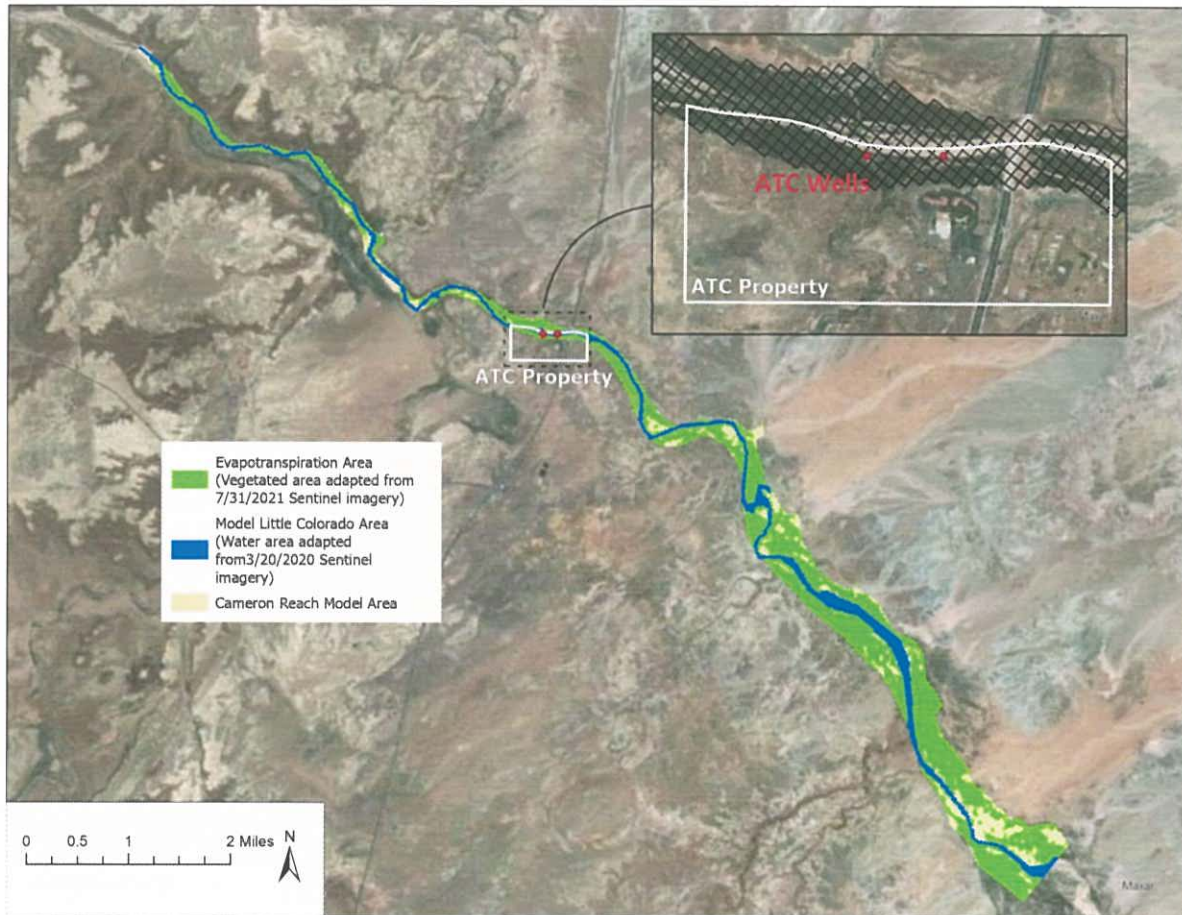 ATC Wells
ATC Property
ATC Property
Evapotranspiration Area
(Vegetated area adapted from
7/31/2021 Sentinel imagery)
Model Little Colorado Area
(Water area adapted
from3/20/2020 Sentinel
imagery)
Cameron Reach Model Area
0 0.5 1 2 Miles
N
Maxar